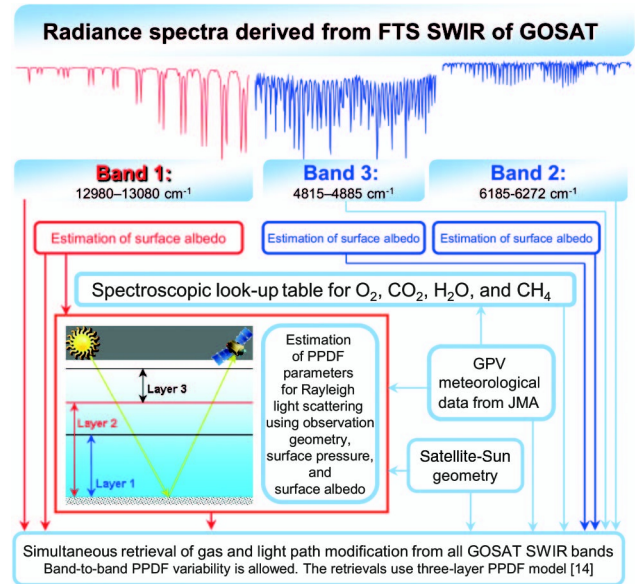 Radiance spectra derived from FTS SWIR of GOSAT
Band 1:
12980–13080 cm-1
Band 3:
4815–4885 cm-1
Band 2:
6185-6272 cm-1
Estimation of surface albedo
Estimation of surface albedo
Estimation of surface albedo
Spectroscopic look-up table for O2, CO2, H2O, and CH4
Layer 3
Layer 2
Layer 1
Estimation
of PPDF
parameters
for Rayleigh
light scattering
using observation
geometry,
surface pressure,
and
surface albedo
GPV
meteorological
data from JMA
Satellite-Sun
geometry
Simultaneous retrieval of gas and light path modification from all GOSAT SWIR bands
Band-to-band PPDF variability is allowed. The retrievals use three-layer PPDF model [14]